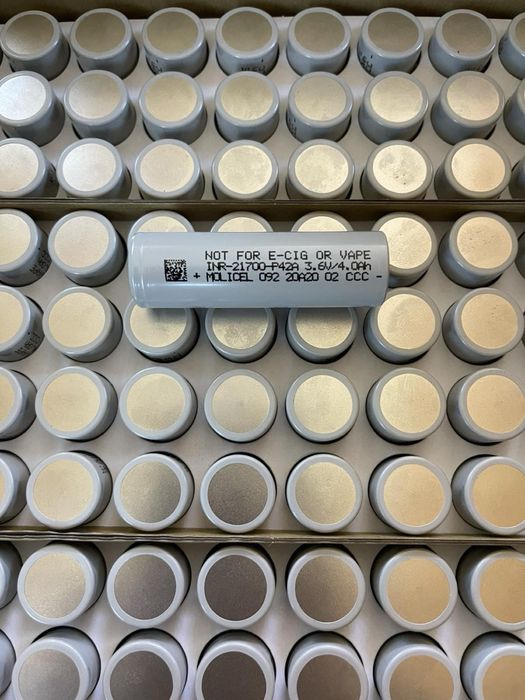 NOT FOR E-CIG OR VAPE
INR-21700-P42A 3.6V/4.0Ah
+ MOLICEL 092 20A20 02 CCC -